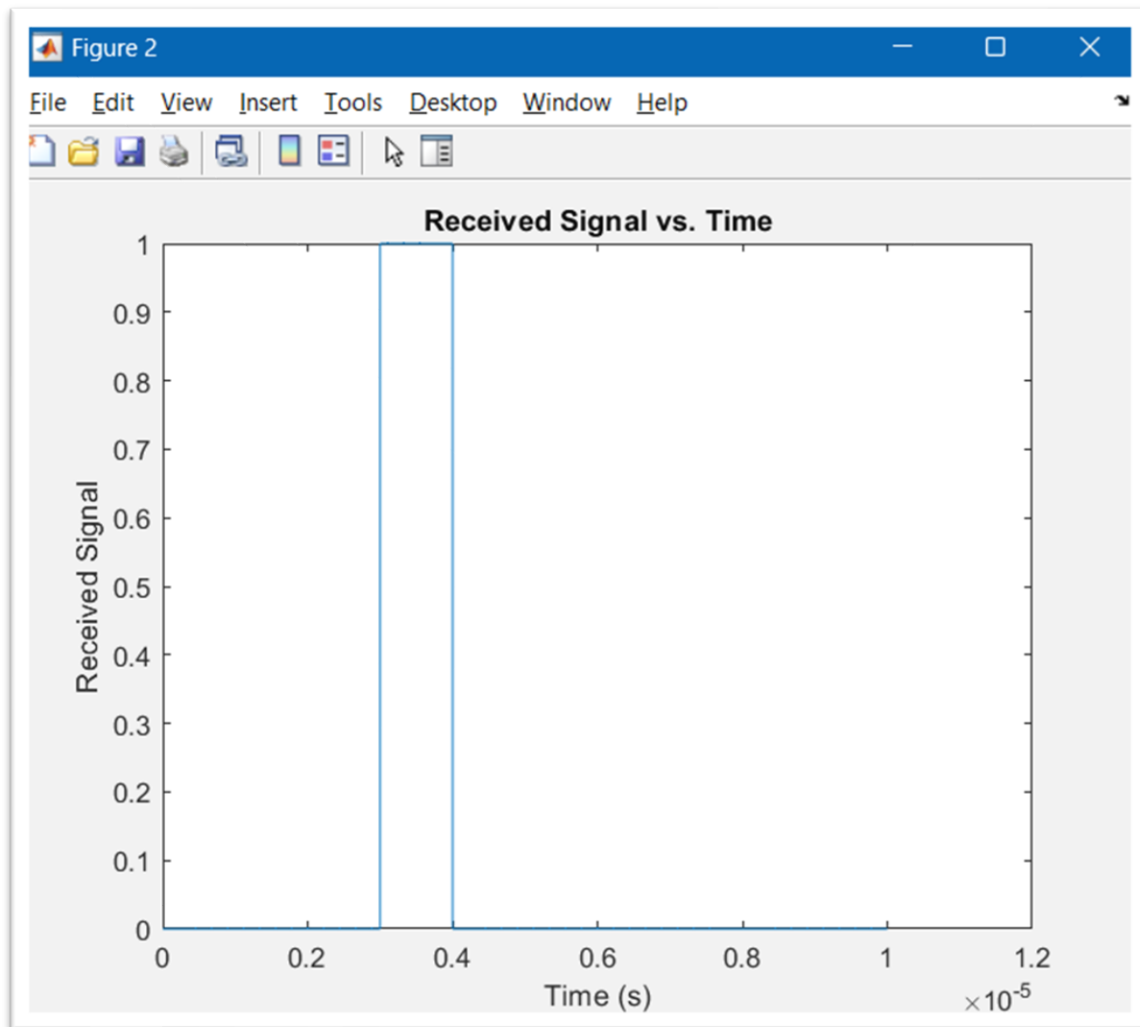 Figure 2
File Edit View Insert Tools Desktop Window Help
Received Signal vs. Time
1
0.9
0.8
0.7
0.6
0.5
0.4
0.3
0.2
0.1
0
Received Signal
0 0.2 0.4 0.6 0.8 1 1.2
Time (s)
×10-5